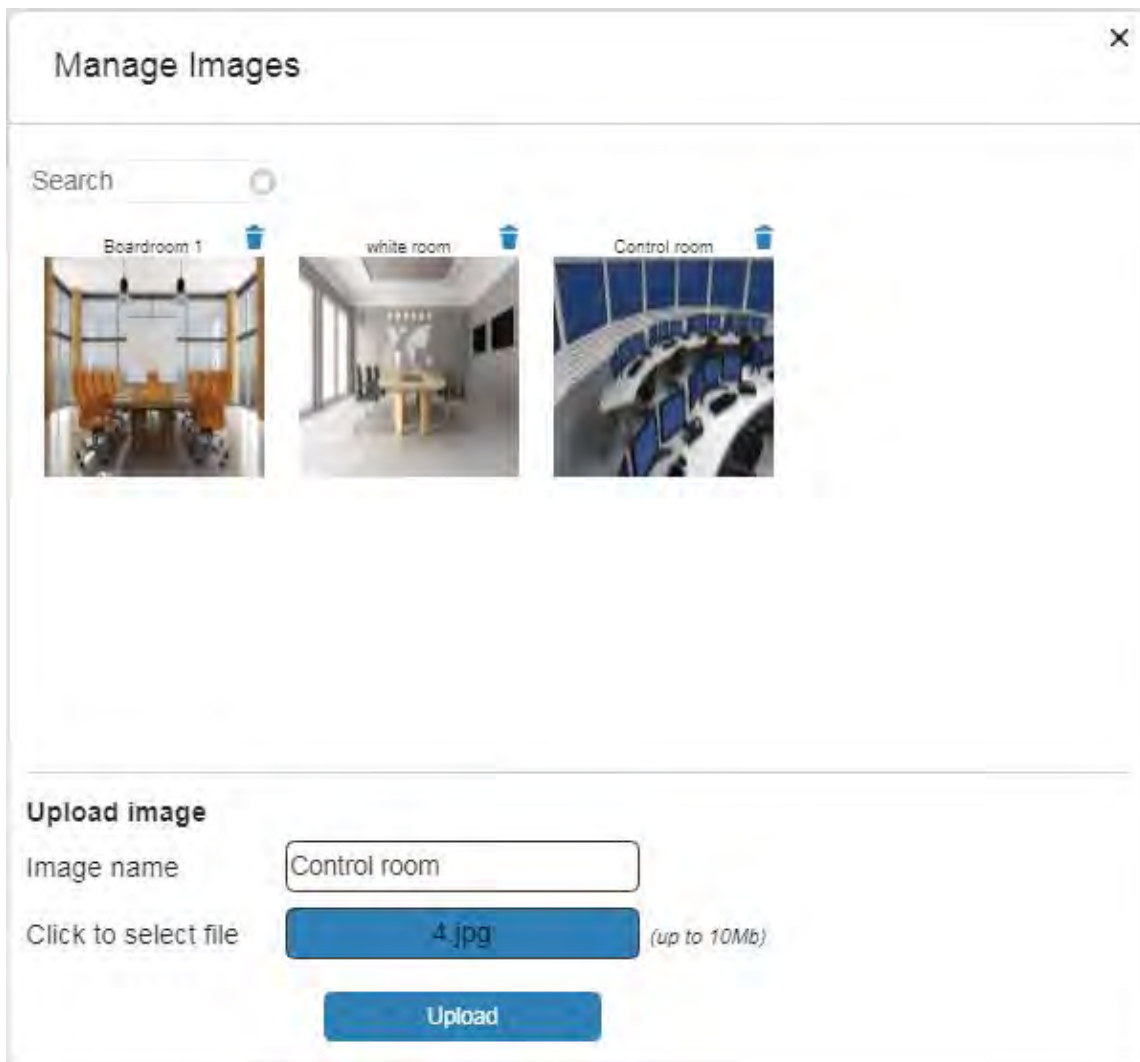 Manage Images
Search
Boardroom 1 white room Control room
Upload image
Image name Control room
Click to select file 4.jpg (up to 10Mb)
Upload